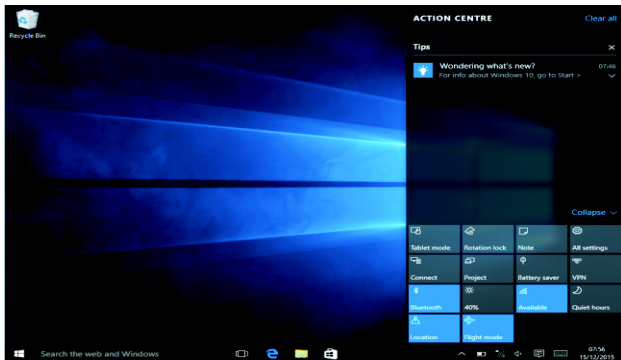 Recycle Bin
ACTION CENTRE
Clear all
Tips
Wondering what's new?
07:46
For info about Windows 10, go to Start >
Collapse
Tablet mode
Rotation lock
Note
All settings
Connect
Project
Battery saver
VPN
Bluetooth
40%
Available
Quiet hours
Location
Flight mode
Search the web and Windows
07:56
15/12/2015